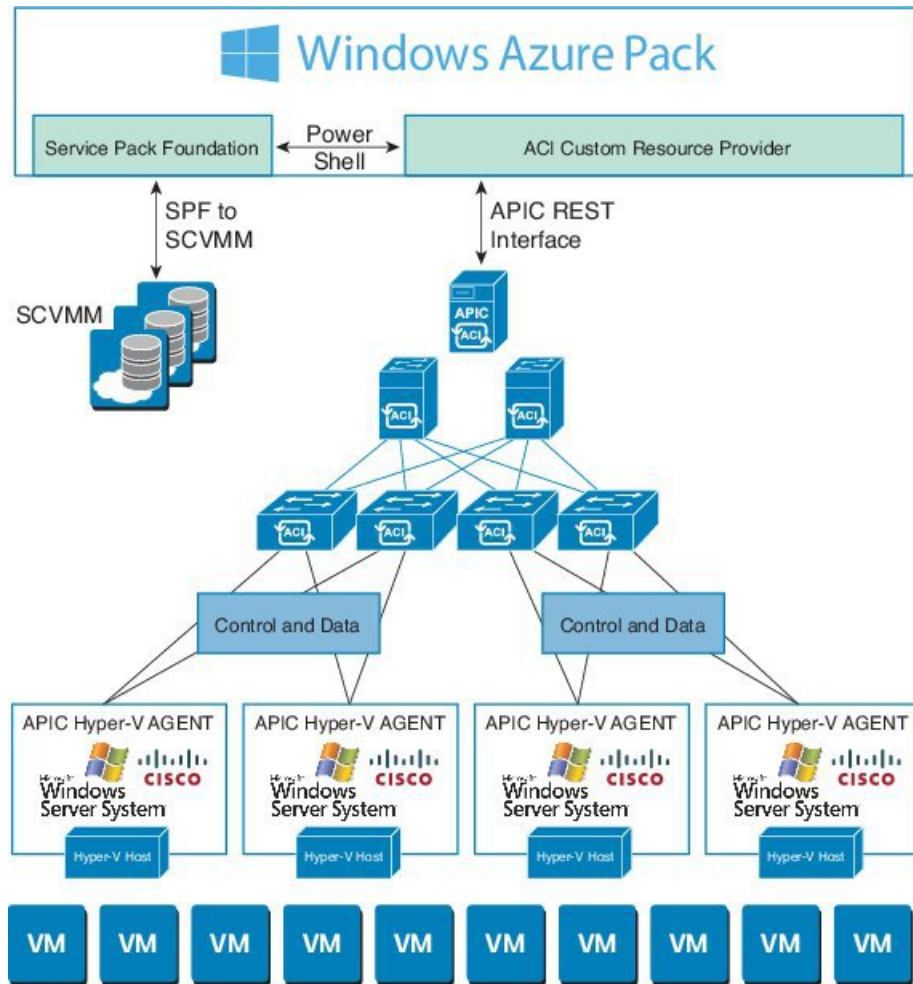 Windows Azure Pack
Service Pack Foundation
Power
Shell
ACI Custom Resource Provider
SPF to
SCVMM
APIC REST
Interface
SCVMM
APIC
ACI
ACI
ACI
ACI
ACI
ACI
ACI
Control and Data
Control and Data
APIC Hyper-V AGENT
APIC Hyper-V AGENT
APIC Hyper-V AGENT
APIC Hyper-V AGENT
Windows
Server System
CISCO
Windows
Server System
CISCO
Windows
Server System
CISCO
Windows
Server System
CISCO
Hyper-V Host
Hyper-V Host
Hyper-V Host
Hyper-V Host
VM
VM
VM
VM
VM
VM
VM
VM
VM
VM